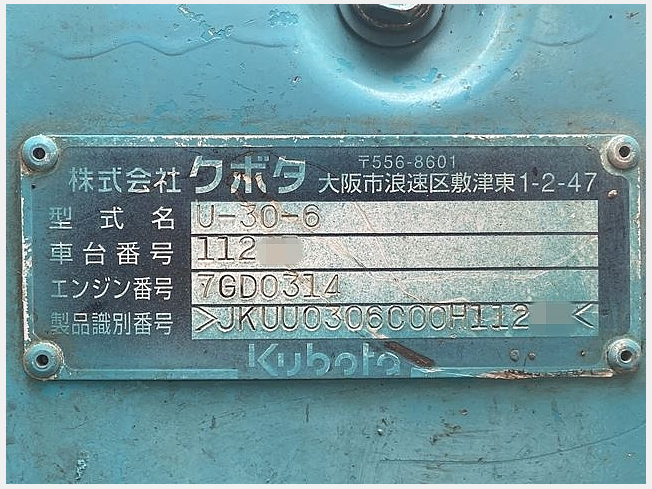 〒556-8601
株式会社クボタ 大阪市浪速区敷津東1-2-47
型式名 U-30-6
車台番号 112
エンジン番号 7GD0314
製品識別番号 >JKUU0306C00H112 <
Kubota